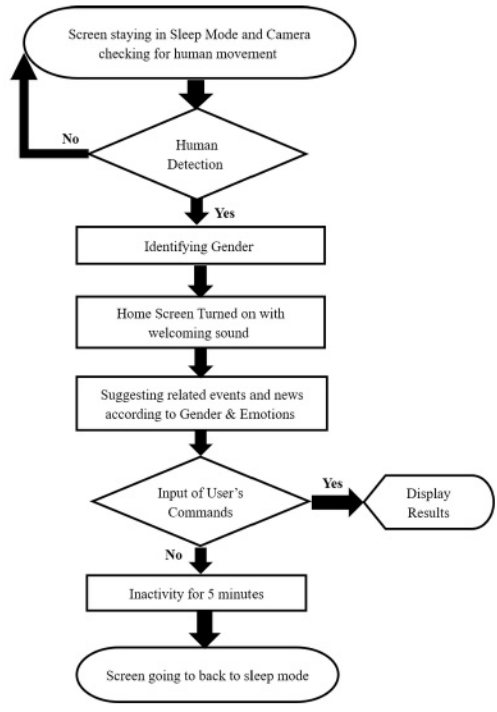 Screen staying in Sleep Mode and Camera
checking for human movement
No
Human
Detection
Yes
Identifying Gender
Home Screen Turned on with
welcoming sound
Suggesting related events and news
according to Gender & Emotions
Input of User's
Commands
Yes
Display
Results
No
Inactivity for 5 minutes
Screen going to back to sleep mode